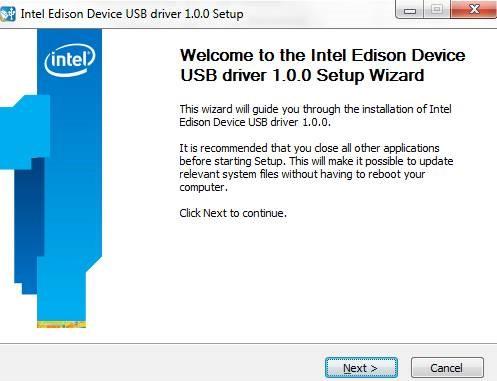 Intel Edison Device USB driver 1.0.0 Setup
intel
Welcome to the Intel Edison Device
USB driver 1.0.0 Setup Wizard
This wizard will guide you through the installation of Intel
Edison Device USB driver 1.0.0.
It is recommended that you close all other applications
before starting Setup. This will make it possible to update
relevant system files without having to reboot your
computer.
Click Next to continue.
Next >
Cancel